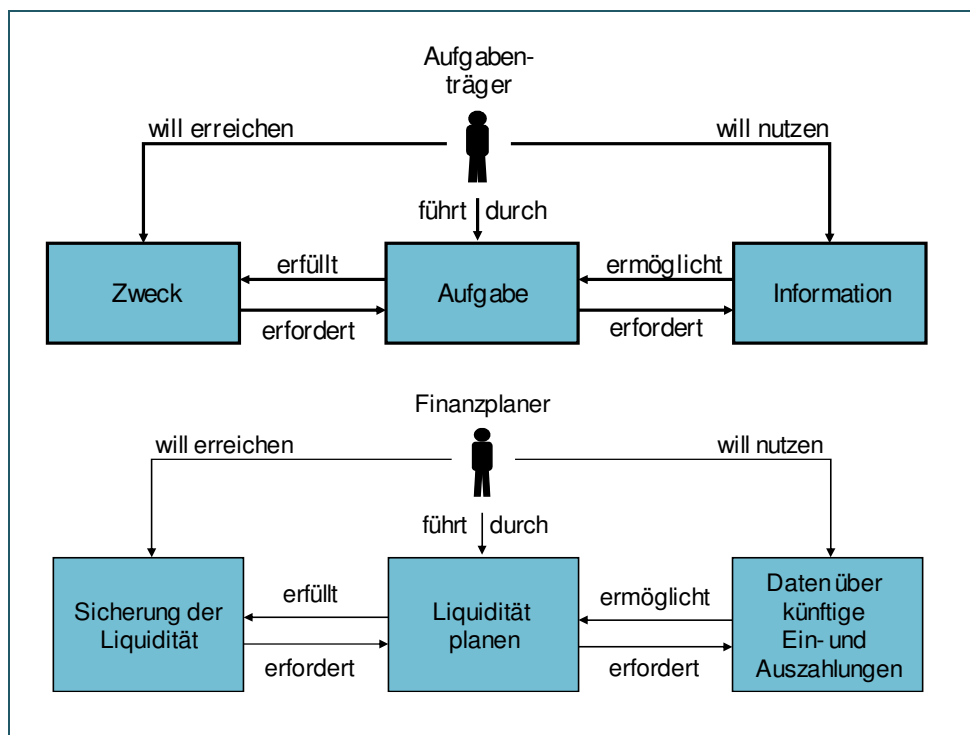 Aufgaben-
träger
will erreichen
will nutzen
führt durch
Zweck
erfüllt
erfordert
Aufgabe
ermöglicht
erfordert
Information
Finanzplaner
will erreichen
will nutzen
führt durch
Sicherung der
Liquidität
erfüllt
erfordert
Liquidität
planen
ermöglicht
erfordert
Daten über
künftige
Ein- und
Auszahlungen